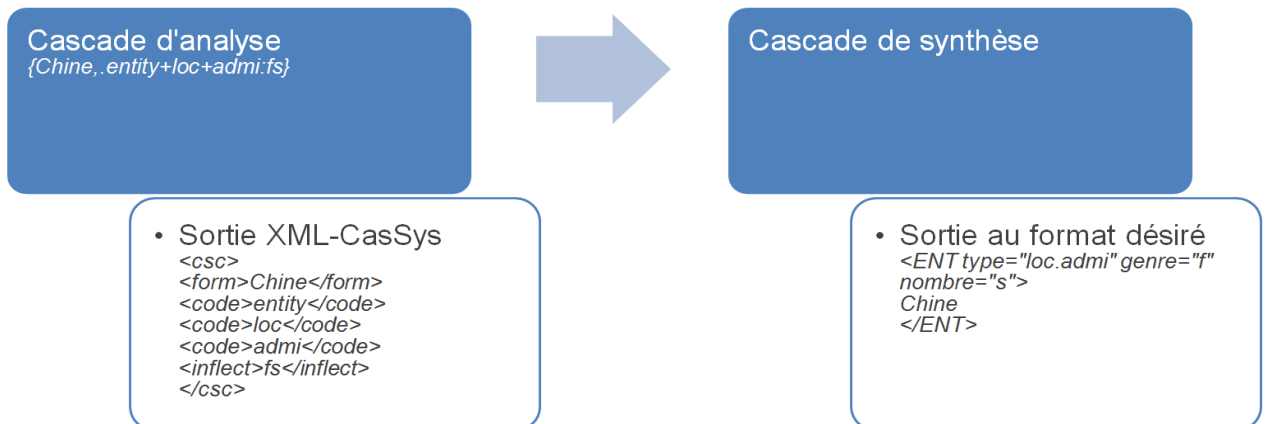 Cascade d'analyse
{Chine,.entity+loc+admi:fs}
• Sortie XML-CasSys
<csc>
<form>Chine</form>
<code>entity</code>
<code>loc</code>
<code>admi</code>
<inflect>fs</inflect>
</csc>
Cascade de synthèse
• Sortie au format désiré
<ENT type="loc.admi" genre="f"
nombre="s">
Chine
</ENT>